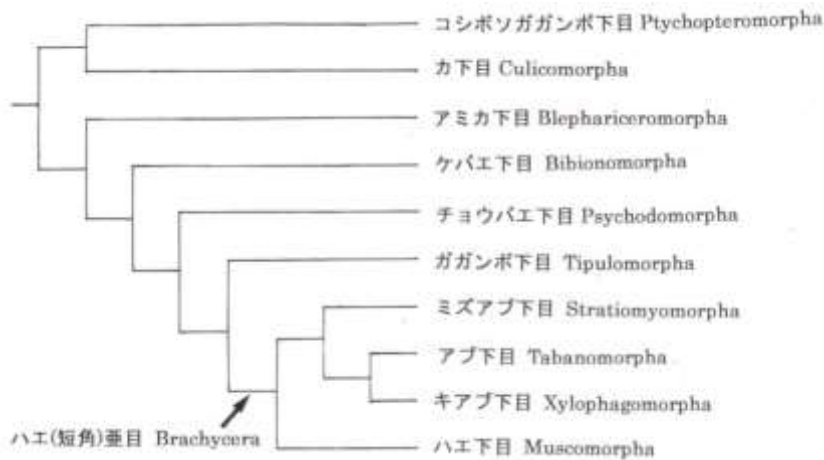 コシボソガガンボ下目 Ptychopteromorpha
カ下目 Culicomorpha
アミカ下目 Blephariceromorpha
ケバエ下目 Bibionomorpha
チョウバエ下目 Psychodomorpha
ガガンボ下目 Tipulomorpha
ミズアブ下目 Stratiomyomorpha
アブ下目 Tabanomorpha
キアブ下目 Xylophagomorpha
ハエ(短角)亜目 Brachycera
ハエ下目 Muscomorpha